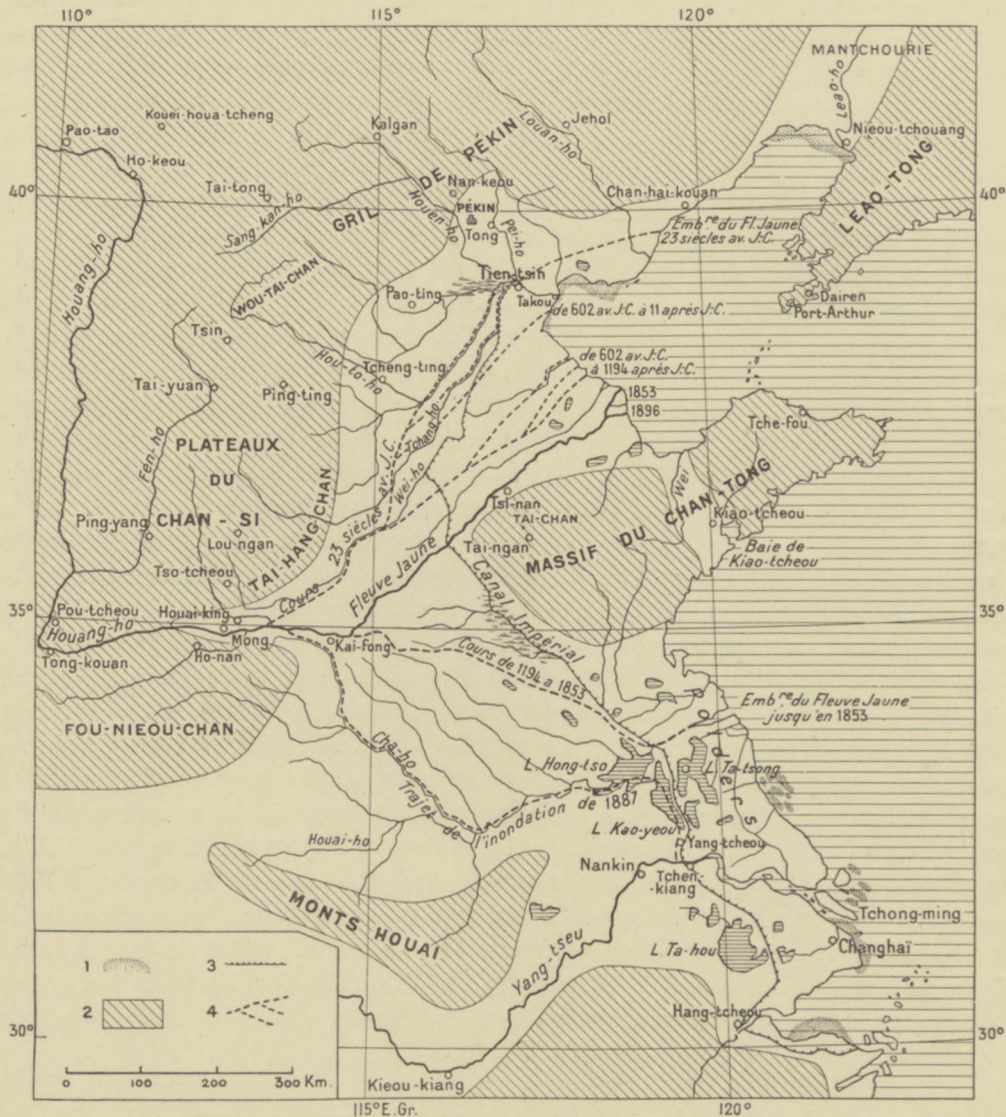 110°
115°
120°
MANTCHOURIE
Leao-ho
Kouei-houa-tcheng
Pao-tao
Kalgan
Louan-ho
Jehol
Nieou-tchouang
Ho-keou
GRIL DE PÉKIN
Nan-keou
40°
Tai-tong
Chan-hai-kouan
40°
LEAO-TONG
Sang-kan-ho
Houen-ho
PÉKIN
Tong
Pei-ho
Embre du Fl. Jaune
23 siècles av. J.C.
Houang-ho
WOU-TAI-CHAN
Tien-tsin
Pao-ting
Takou
Dairen
Port-Arthur
de 602 av. J.C. à 11 après J.C.
Tsin
Hou-to-ho
Tcheng-ting
de 602 av. J.C.
à 1194 après J.C.
Tai-yuan
Ping-ting
1853
1896
Tchang-ho
Tche-fou
Fen-ho
PLATEAUX
DU
CHAN-SI
TAI-HANG-CHAN
Wei-ho
Wei
Tsi-nan
TAI-CHAN
Tai-ngan
MASSIF DU CHAN-TONG
Kiao-tcheou
Baie de
Kiao-tcheou
Ping-yang
Lou-ngan
Cours 23 siècles av. J.C.
Tso-tcheou
Fleuve Jaune
Canal Impérial
35°
Pou-tcheou
Houai-king
35°
Houang-ho
Mong
Tong-kouan
Ho-nan
Kai-fong
Cours de 1194 à 1853
Embre du Fleuve Jaune
jusqu'en 1853
FOU-NIEOU-CHAN
Cha-ho
L. Hong-tso
L. Ta-tsong
Trajet de l'inondation de 1887
ders
Houai-ho
L. Kao-yeou
Yang-tcheou
Nankin
Tchen-
kiang
MONTS HOUAI
Tchong-ming
Changhaï
L. Ta-hou
Yang-tseu
1
2
3
4
Hang-tcheou
30°
30°
0 100 200 300 Km.
Kieou-kiang
115° E. Gr.
120°